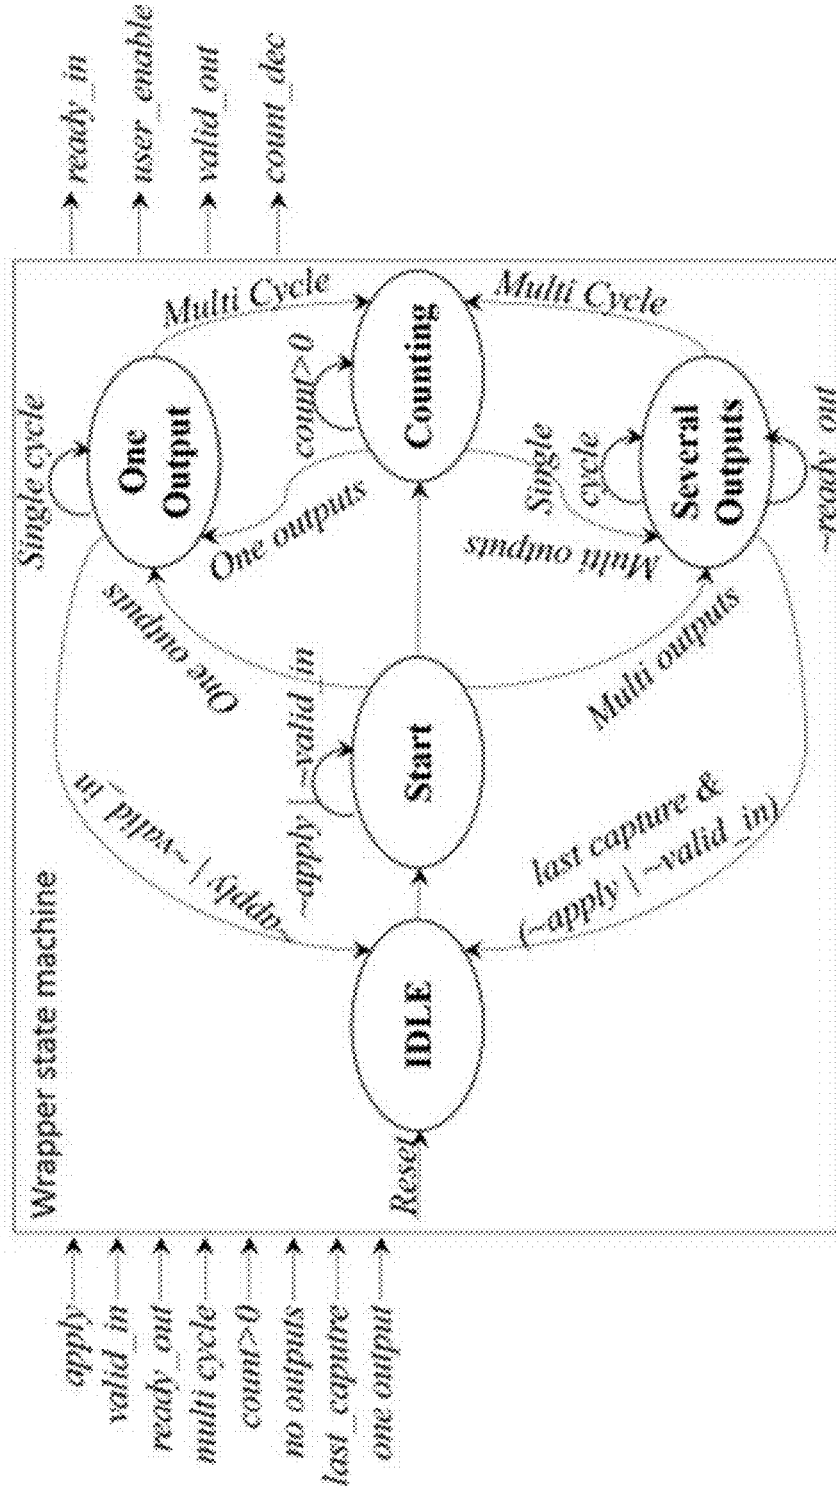 Wrapper state machine
apply
valid_in
ready_out
multi cycle
count>0
no outputs
last_caputre
one output
Reset
IDLE
Start
~apply | ~valid_in
~apply | ~valid_in
last capture &
(~apply | ~valid_in)
One outputs
Multi outputs
One
Output
Single cycle
Counting
count>0
One outputs
Multi outputs
Several
Outputs
Single
cycle
~ready_out
Multi Cycle
Multi Cycle
ready_in
user_enable
valid_out
count_dec